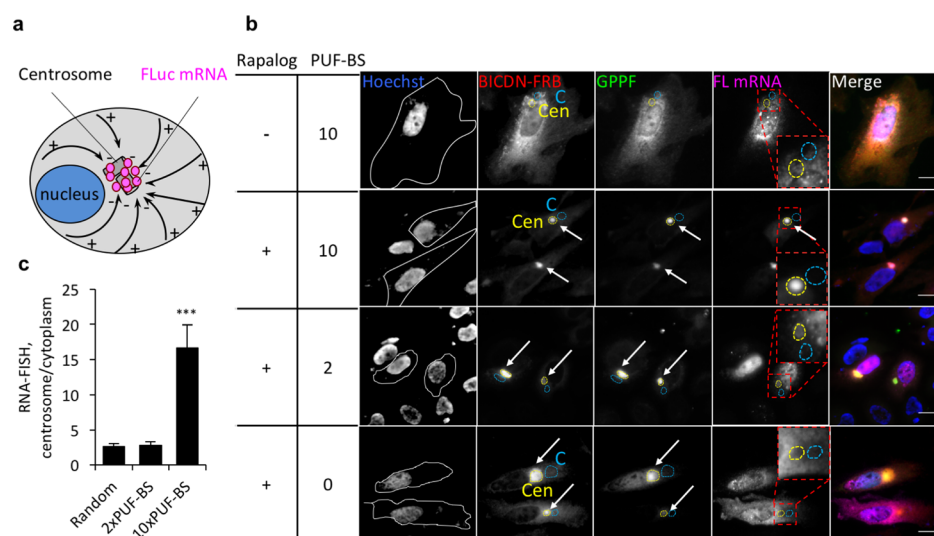 a
Centrosome
FLuc mRNA
nucleus
+
+
+
+
+
+
+
-
-
-
-
-
-
-
b
Rapalog PUF-BS
Hoechst BICDN-FRB GPPF FL mRNA Merge
- 10
C
Cen
+ 10
C
Cen
+ 2
+ 0
C
Cen
c
RNA-FISH,
centrosome/cytoplasm
25
20
15
10
5
0
***
Random
2xPUF-BS
10xPUF-BS